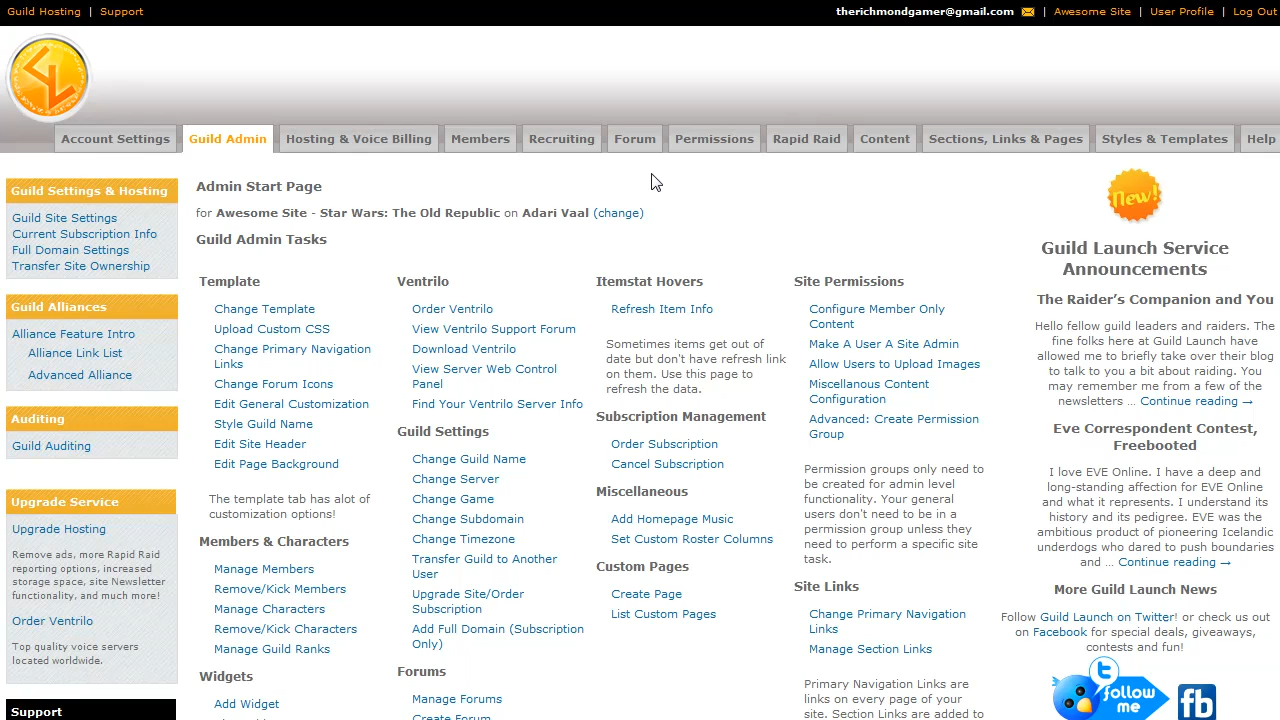 Guild Hosting | Support
therichmondgamer@gmail.com | Awesome Site | User Profile | Log Out
Account Settings
Guild Admin
Hosting & Voice Billing
Members
Recruiting
Forum
Permissions
Rapid Raid
Content
Sections, Links & Pages
Styles & Templates
Help
Guild Settings & Hosting
Guild Site Settings
Current Subscription Info
Full Domain Settings
Transfer Site Ownership
Guild Alliances
Alliance Feature Intro
Alliance Link List
Advanced Alliance
Auditing
Guild Auditing
Upgrade Service
Upgrade Hosting
Remove ads, more Rapid Raid
reporting options, increased
storage space, site Newsletter
functionality, and much more!
Order Ventrilo
Top quality voice servers
located worldwide.
Support
Admin Start Page
for Awesome Site - Star Wars: The Old Republic on Adari Vaal (change)
Guild Admin Tasks
Template
Change Template
Upload Custom CSS
Change Primary Navigation
Links
Change Forum Icons
Edit General Customization
Style Guild Name
Edit Site Header
Edit Page Background
The template tab has alot of
customization options!
Members & Characters
Manage Members
Remove/Kick Members
Manage Characters
Remove/Kick Characters
Manage Guild Ranks
Widgets
Add Widget
Ventrilo
Order Ventrilo
View Ventrilo Support Forum
Download Ventrilo
View Server Web Control
Panel
Find Your Ventrilo Server Info
Guild Settings
Change Guild Name
Change Server
Change Game
Change Subdomain
Change Timezone
Transfer Guild to Another
User
Upgrade Site/Order
Subscription
Add Full Domain (Subscription
Only)
Forums
Manage Forums
Create Forum
Itemstat Hovers
Refresh Item Info
Sometimes items get out of
date but don't have refresh link
on them. Use this page to
refresh the data.
Subscription Management
Order Subscription
Cancel Subscription
Miscellaneous
Add Homepage Music
Set Custom Roster Columns
Custom Pages
Create Page
List Custom Pages
Site Permissions
Configure Member Only
Content
Make A User A Site Admin
Allow Users to Upload Images
Miscellanous Content
Configuration
Advanced: Create Permission
Group
Permission groups only need to
be created for admin level
functionality. Your general
users don't need to be in a
permission group unless they
need to perform a specific site
task.
Site Links
Change Primary Navigation
Links
Manage Section Links
Primary Navigation Links are
links on every page of your
site. Section Links are added to
New!
Guild Launch Service
Announcements
The Raider’s Companion and You
Hello fellow guild leaders and raiders. The
fine folks here at Guild Launch have
allowed me to briefly take over their blog
to talk to you a bit about raiding. You
may remember me from a few of the
newsletters ... Continue reading →
Eve Correspondent Contest,
Freebooted
I love EVE Online. I have a deep and
long-standing affection for EVE Online
and what it represents. I understand its
history and its pedigree. EVE was the
ambitious product of pioneering Icelandic
underdogs who dared to push boundaries
and ... Continue reading →
More Guild Launch News
Follow Guild Launch on Twitter! or check us out
on Facebook for special deals, giveaways,
contests and fun!
t
follow
me
fb